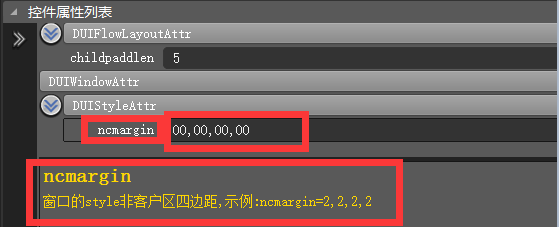 控件属性列表
DUIFlowLayoutAttr
childpaddlen 5
DUIWindowAttr
DUIStyleAttr
ncmargin 00,00,00,00
ncmargin
窗口的style非客户区四边距,示例:ncmargin=2,2,2,2